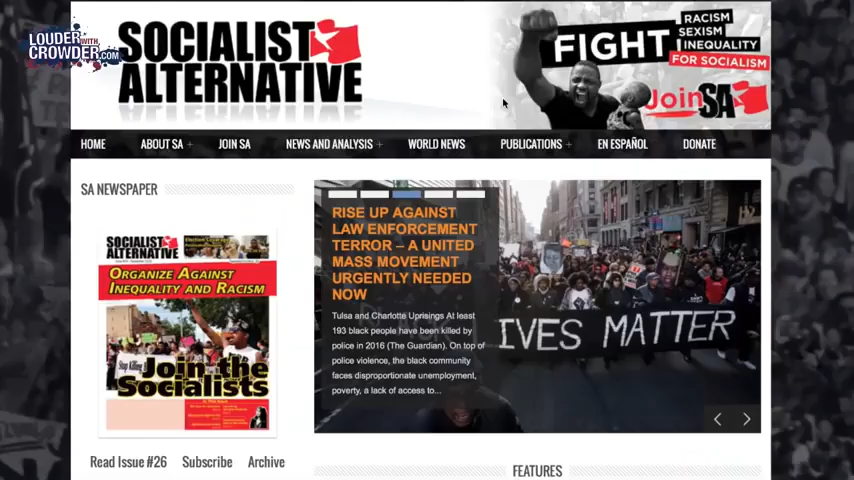 LOUDER WITH
CROWDER.COM
SOCIALIST
ALTERNATIVE
FIGHT
RACISM
SEXISM
INEQUALITY
FOR SOCIALISM
JoinSA
HOME
ABOUT SA +
JOIN SA
NEWS AND ANALYSIS +
WORLD NEWS
PUBLICATIONS +
EN ESPAÑOL
DONATE
SA NEWSPAPER
SOCIALIST
ALTERNATIVE
ORGANIZE AGAINST
INEQUALITY AND RACISM
Join the
Socialists
RISE UP AGAINST
LAW ENFORCEMENT
TERROR – A UNITED
MASS MOVEMENT
URGENTLY NEEDED
NOW
Tulsa and Charlotte Uprisings At least
193 black people have been killed by
police in 2016 (The Guardian). On top of
police violence, the black community
faces disproportionate unemployment,
poverty, a lack of access to...
IVES MATTER
Read Issue #26
Subscribe
Archive
FEATURES